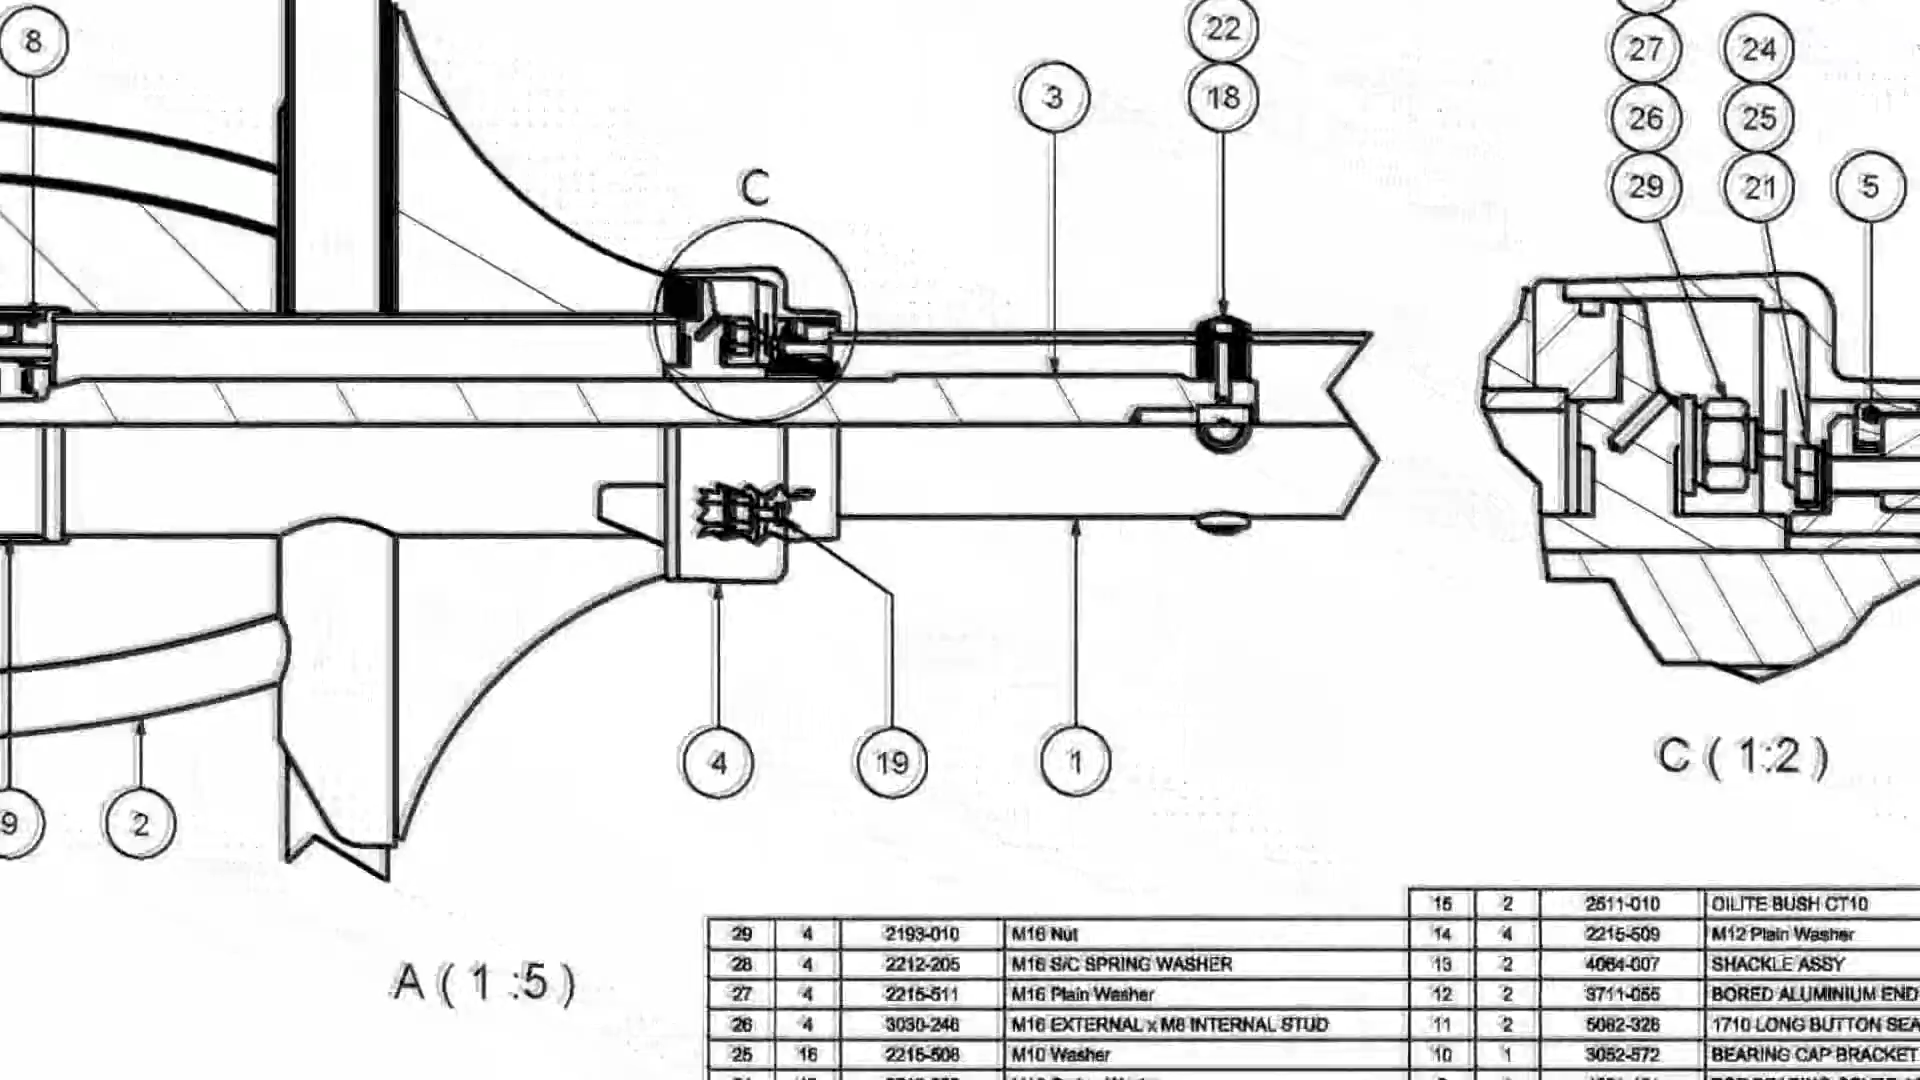 8
22
18
3
27
26
29
24
25
21
5
C
4
19
1
9
2
C ( 1:2 )
A ( 1 :5 )
29 4 2193-010 M16 Nut
28 4 2212-205 M16 S/C SPRING WASHER
27 4 2215-511 M16 Plain Washer
26 4 3030-246 M16 EXTERNAL x M8 INTERNAL STUD
25 16 2215-508 M10 Washer
15 2 2511-010 OILITE BUSH CT10
14 4 2215-509 M12 Plain Washer
13 2 4064-007 SHACKLE ASSY
12 2 3711-055 BORED ALUMINIUM END
11 2 5082-326 1710 LONG BUTTON SEA
10 1 3052-572 BEARING CAP BRACKET